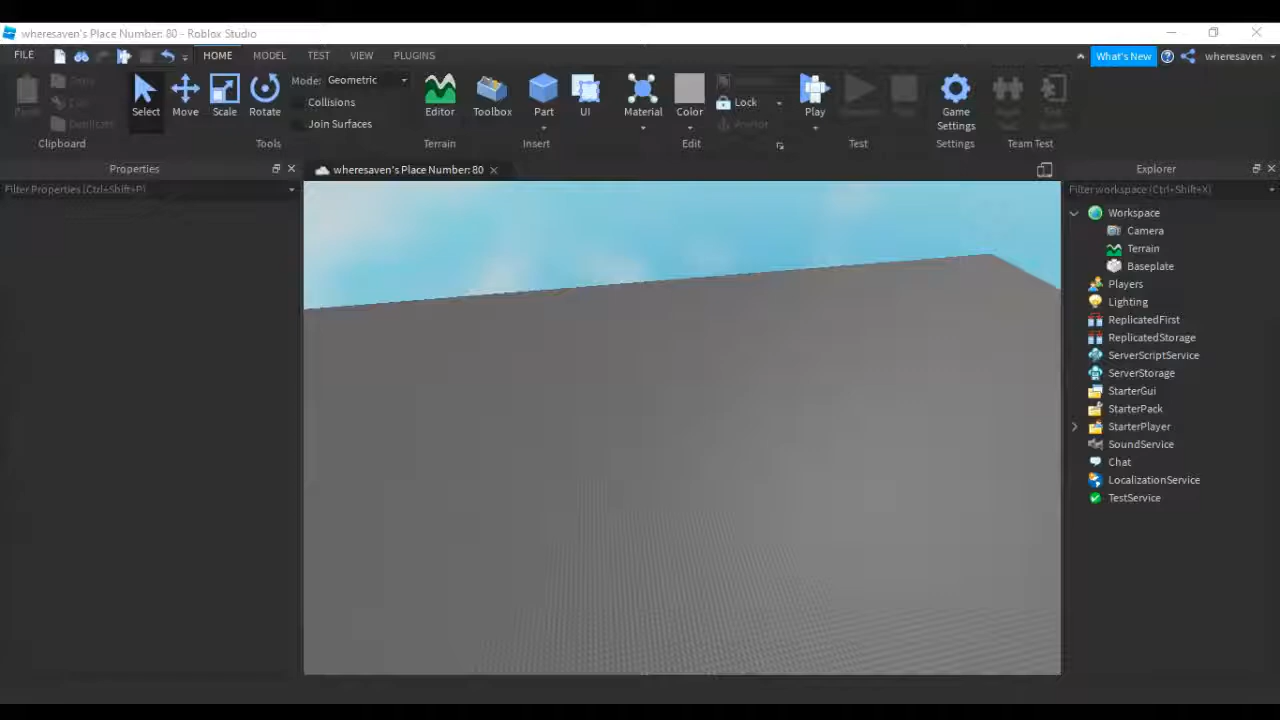 wheresaven's Place Number: 80 - Roblox Studio
FILE HOME MODEL TEST VIEW PLUGINS What's New wheresaven
Select Move Scale Rotate
Mode: Geometric
Collisions
Join Surfaces
Editor Toolbox Part UI Material Color
Lock
Anchor
Play
Game Settings
Duplicate
Clipboard Tools Terrain Insert Edit Test Settings Team Test
Properties
Filter Properties (Ctrl+Shift+P)
wheresaven's Place Number: 80
Explorer
Filter workspace (Ctrl+Shift+X)
Workspace
Camera
Terrain
Baseplate
Players
Lighting
ReplicatedFirst
ReplicatedStorage
ServerScriptService
ServerStorage
StarterGui
StarterPack
StarterPlayer
SoundService
Chat
LocalizationService
TestService